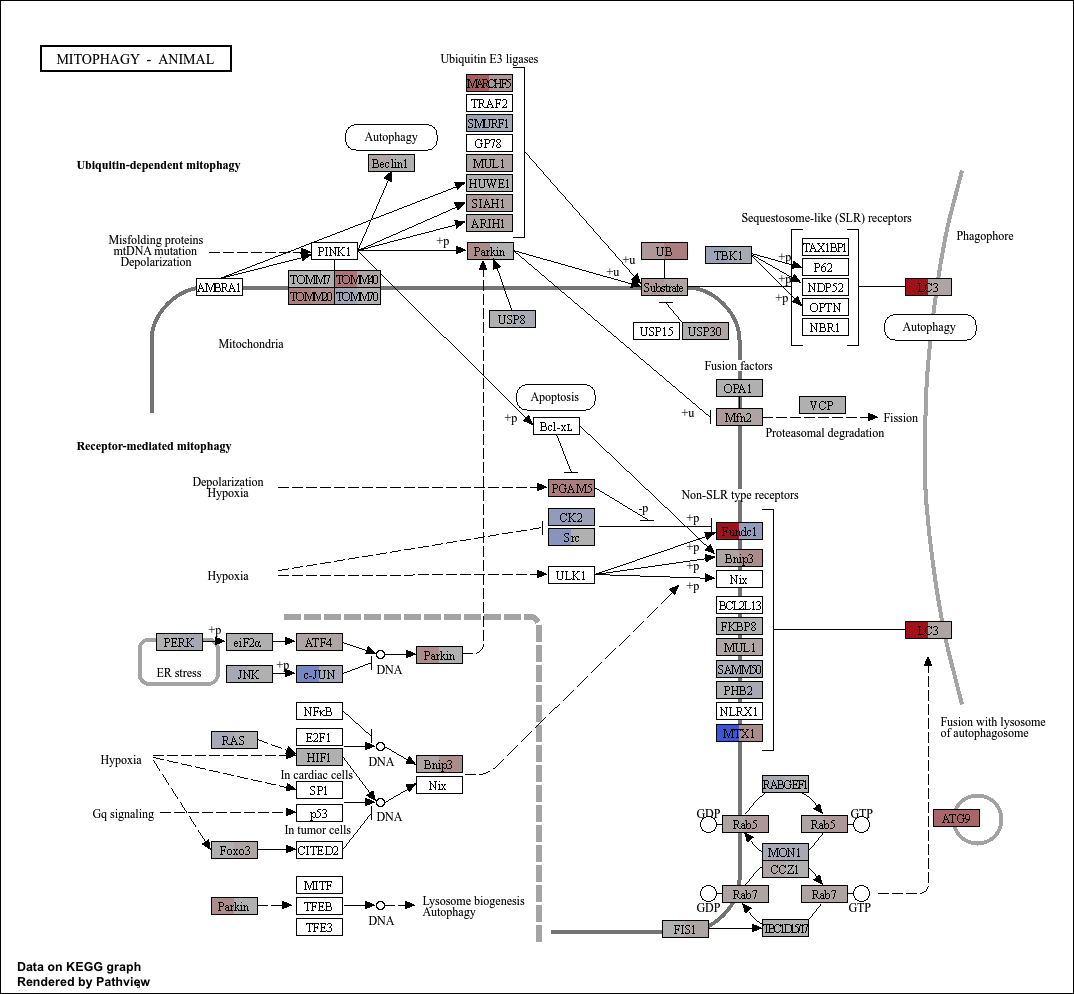 MITOPHAGY - ANIMAL
Ubiquitin E3 ligases
MARCHF5
TRAF2
SMURF1
GP78
MUL1
HUWE1
SIAH1
ARIH1
Autophagy
Beclin1
Ubiquitin-dependent mitophagy
Misfolding proteins
mtDNA mutation
Depolarization
PINK1
+p
Parkin
AMBRA1
TOMM7
TOMM40
TOMM20
TOMM70
USP8
Mitochondria
+u
+u
UB
Substrate
USP15
USP30
TBK1
Sequestosome-like (SLR) receptors
+p
+p
+p
TAX1BP1
P62
NDP52
OPTN
NBR1
Phagophore
LC3
Autophagy
Fusion factors
OPA1
Mfn2
+u
VCP
Fission
Proteasomal degradation
Apoptosis
+p
Bcl-xL
Receptor-mediated mitophagy
Depolarization
Hypoxia
PGAM5
-p
CK2
Src
Hypoxia
ULK1
Non-SLR type receptors
+p
+p
+p
+p
Fundc1
Bnip3
Nix
BCL2L13
FKBP8
MUL1
SAMM50
PHB2
NLRX1
MTX1
LC3
PERK
+p
eiF2α
ATF4
ER stress
JNK
+p
c-JUN
DNA
Parkin
NFκB
E2F1
RAS
HIF1
DNA
Bnip3
Nix
Hypoxia
In cardiac cells
SP1
Gq signaling
p53
DNA
In tumor cells
Foxo3
CITED2
MITF
Parkin
TFEB
TFE3
DNA
Lysosome biogenesis
Autophagy
Fusion with lysosome
of autophagosome
RABGEF1
GDP
Rab5
Rab5
GTP
ATG9
MON1
CCZ1
Rab7
Rab7
GDP
GTP
FIS1
TBC1D15/17
Data on KEGG graph
Rendered by Pathview